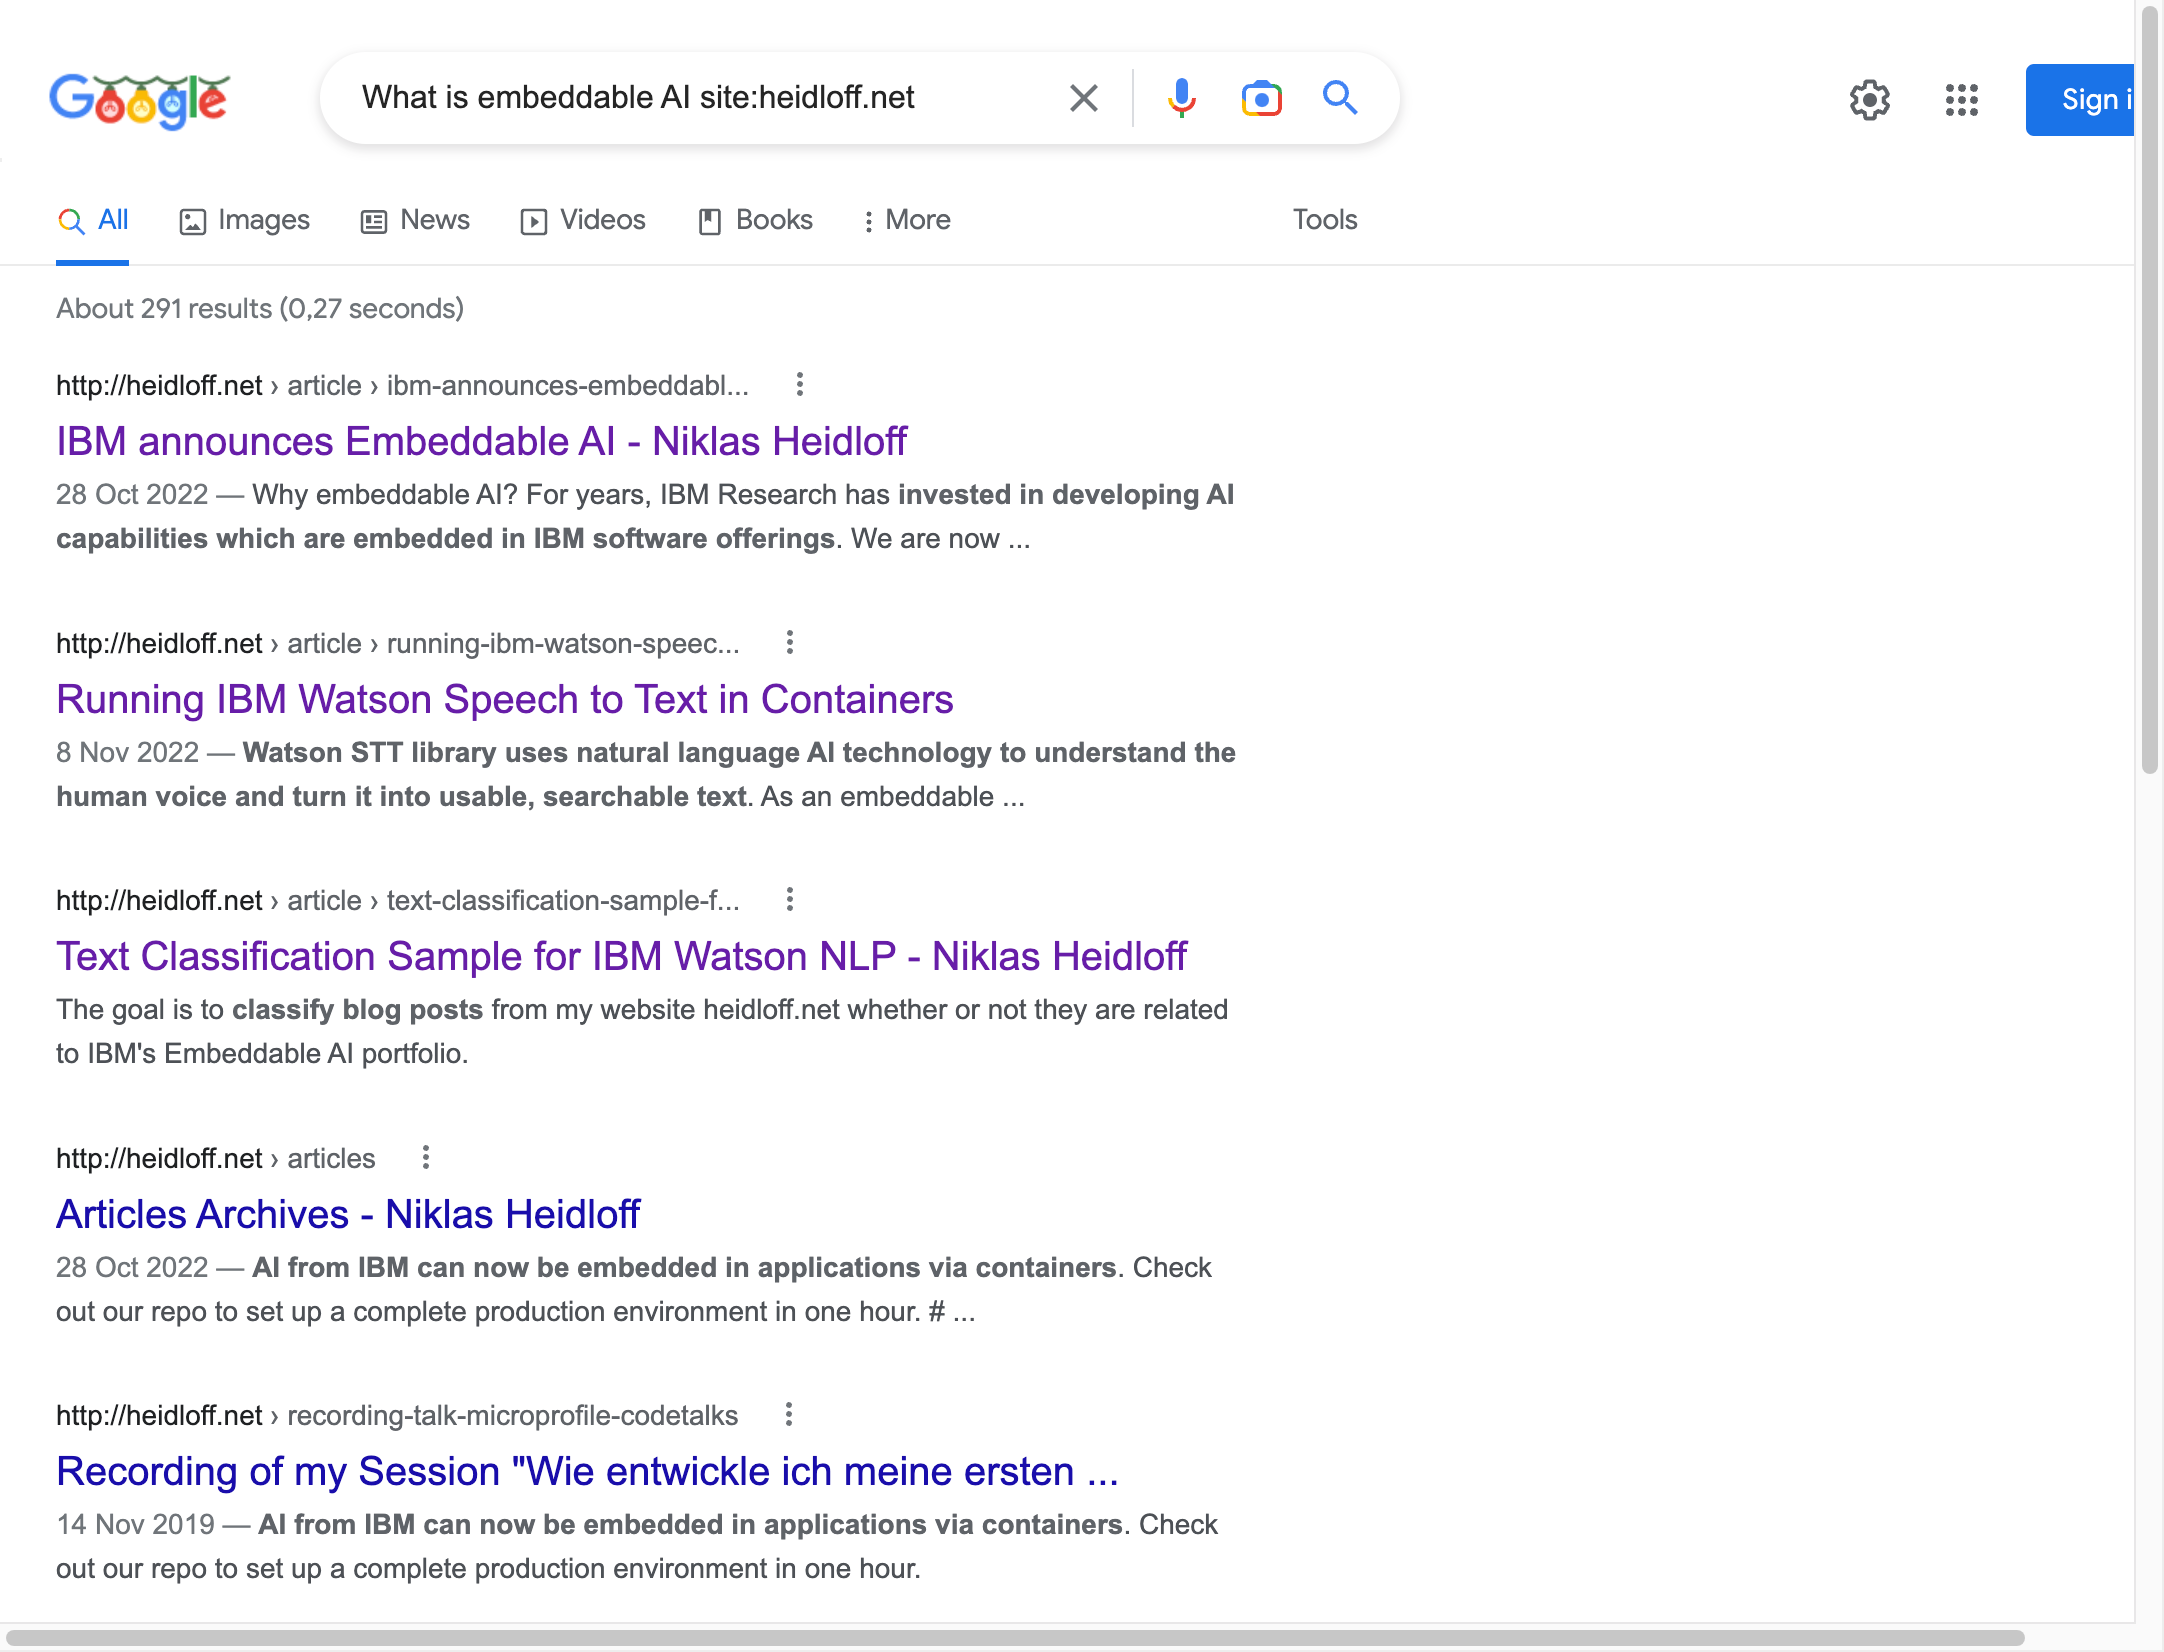 Google
What is embeddable AI site:heidloff.net
Sign i
All Images News Videos Books More Tools
About 291 results (0,27 seconds)
http://heidloff.net › article › ibm-announces-embeddabl...
IBM announces Embeddable AI - Niklas Heidloff
28 Oct 2022 — Why embeddable AI? For years, IBM Research has invested in developing AI
capabilities which are embedded in IBM software offerings. We are now ...
http://heidloff.net › article › running-ibm-watson-speec...
Running IBM Watson Speech to Text in Containers
8 Nov 2022 — Watson STT library uses natural language AI technology to understand the
human voice and turn it into usable, searchable text. As an embeddable ...
http://heidloff.net › article › text-classification-sample-f...
Text Classification Sample for IBM Watson NLP - Niklas Heidloff
The goal is to classify blog posts from my website heidloff.net whether or not they are related
to IBM's Embeddable AI portfolio.
http://heidloff.net › articles
Articles Archives - Niklas Heidloff
28 Oct 2022 — AI from IBM can now be embedded in applications via containers. Check
out our repo to set up a complete production environment in one hour. # ...
http://heidloff.net › recording-talk-microprofile-codetalks
Recording of my Session "Wie entwickle ich meine ersten ...
14 Nov 2019 — AI from IBM can now be embedded in applications via containers. Check
out our repo to set up a complete production environment in one hour.